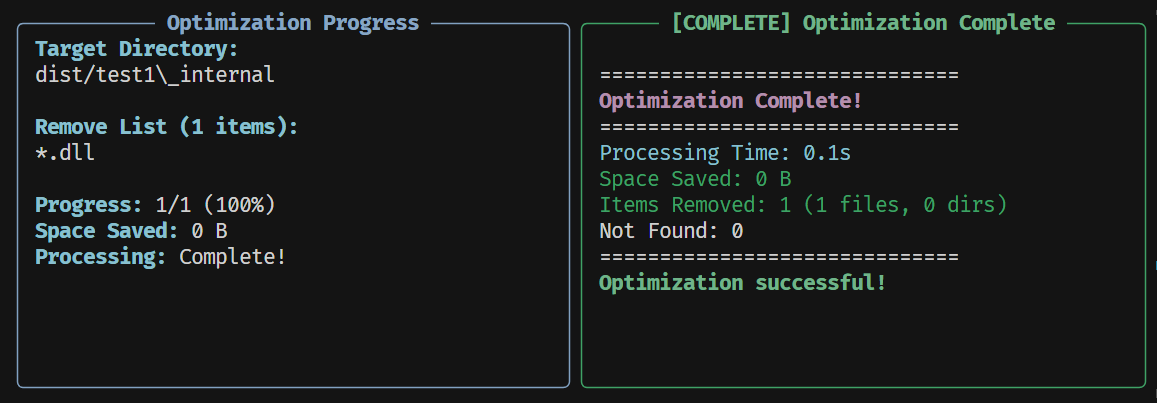 Optimization Progress
Target Directory:
dist/test1\_internal
Remove List (1 items):
*.dll
Progress: 1/1 (100%)
Space Saved: 0 B
Processing: Complete!
[COMPLETE] Optimization Complete
==============================
Optimization Complete!
==============================
Processing Time: 0.1s
Space Saved: 0 B
Items Removed: 1 (1 files, 0 dirs)
Not Found: 0
==============================
Optimization successful!